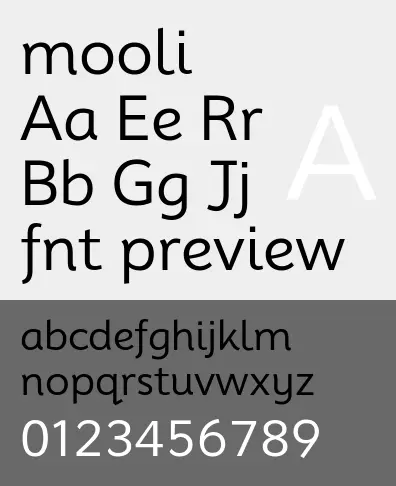 mooli
Aa Ee Rr
A
Bb Gg Jj
fnt preview
abcdefghijklm
nopqrstuvwxyz
0123456789